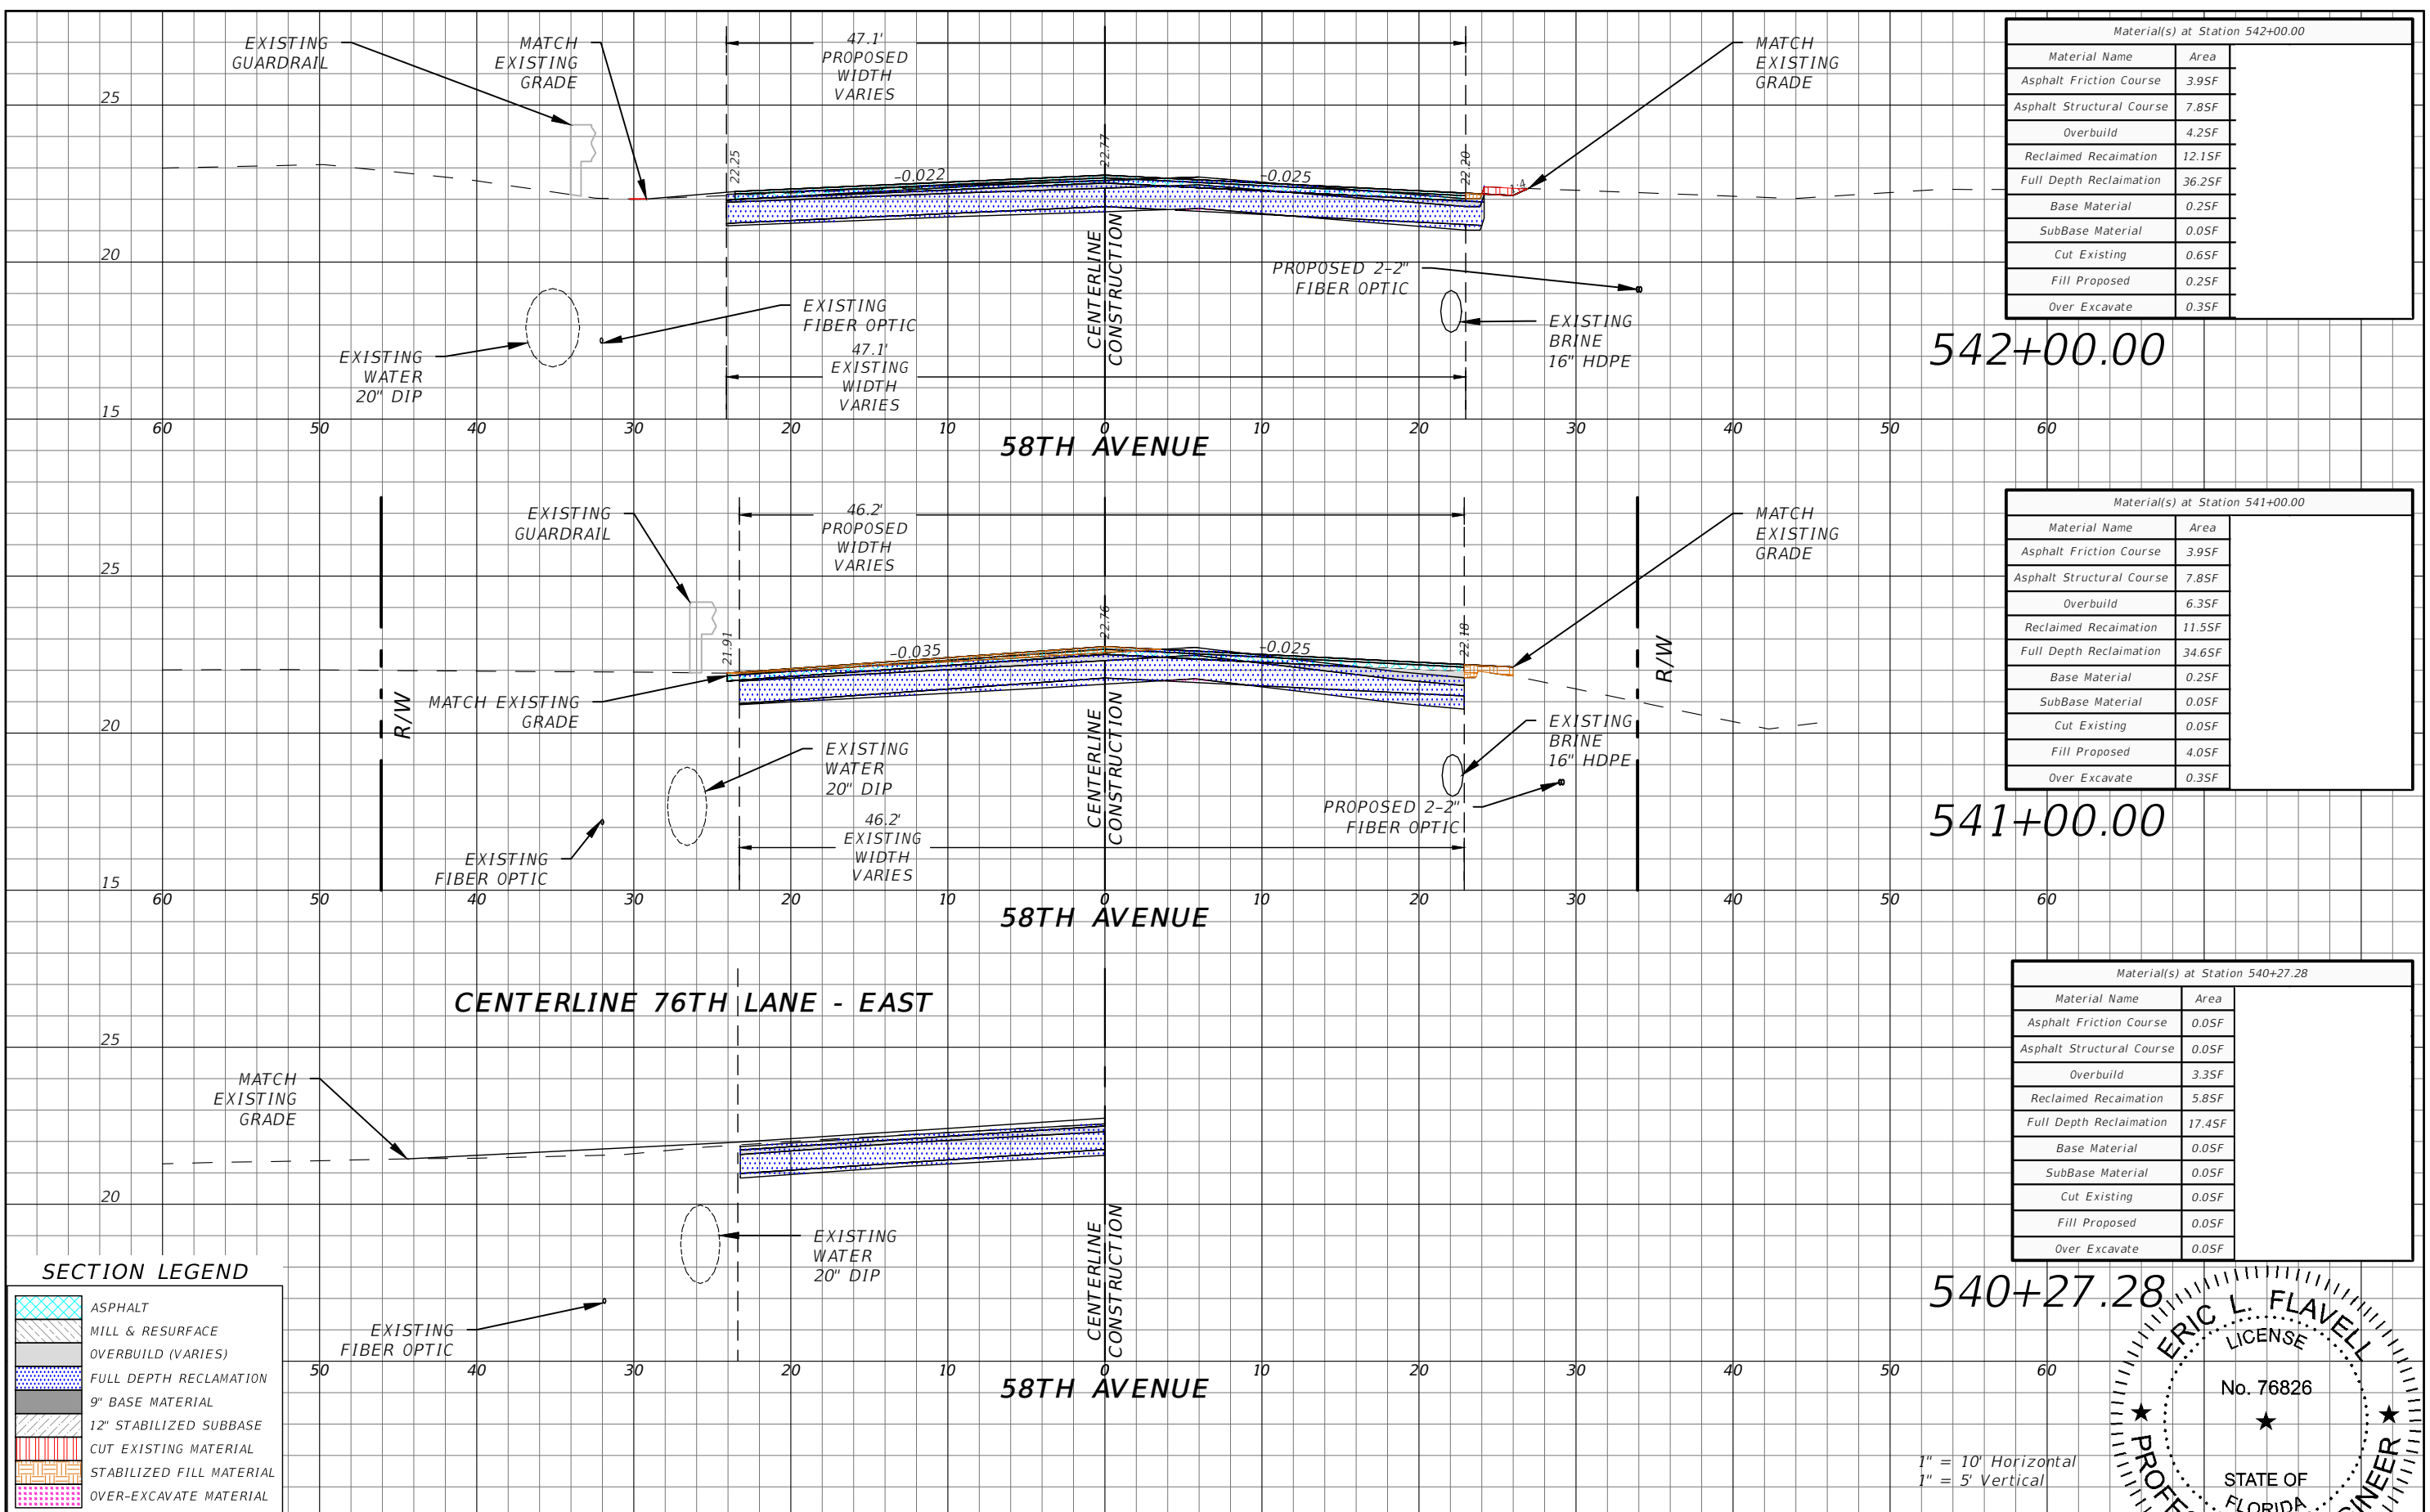 EXISTING
GUARDRAIL
MATCH
EXISTING
GRADE
47.1'
PROPOSED
WIDTH
VARIES
MATCH
EXISTING
GRADE
25
22.25
-0.022
22.77
-0.025
22.20
1:4
20
CENTERLINE
CONSTRUCTION
PROPOSED 2-2"
FIBER OPTIC
EXISTING
FIBER OPTIC
EXISTING
WATER
20" DIP
47.1'
EXISTING
WIDTH
VARIES
EXISTING
BRINE
16" HDPE
15
60 50 40 30 20 10 0 10 20 30 40 50 60
58TH AVENUE
Material(s) at Station 542+00.00
Material Name Area
Asphalt Friction Course 3.9SF
Asphalt Structural Course 7.8SF
Overbuild 4.2SF
Reclaimed Recaimation 12.1SF
Full Depth Reclaimation 36.2SF
Base Material 0.2SF
SubBase Material 0.0SF
Cut Existing 0.6SF
Fill Proposed 0.2SF
Over Excavate 0.3SF
542+00.00
EXISTING
GUARDRAIL
46.2'
PROPOSED
WIDTH
VARIES
MATCH
EXISTING
GRADE
25
21.91
-0.035
22.76
-0.025
22.18
R/W
R/W
MATCH EXISTING
GRADE
20
CENTERLINE
CONSTRUCTION
EXISTING
WATER
20" DIP
EXISTING
BRINE
16" HDPE
PROPOSED 2-2"
FIBER OPTIC
46.2'
EXISTING
WIDTH
VARIES
EXISTING
FIBER OPTIC
15
60 50 40 30 20 10 0 10 20 30 40 50 60
58TH AVENUE
Material(s) at Station 541+00.00
Material Name Area
Asphalt Friction Course 3.9SF
Asphalt Structural Course 7.8SF
Overbuild 6.3SF
Reclaimed Recaimation 11.5SF
Full Depth Reclaimation 34.6SF
Base Material 0.2SF
SubBase Material 0.0SF
Cut Existing 0.0SF
Fill Proposed 4.0SF
Over Excavate 0.3SF
541+00.00
CENTERLINE 76TH LANE - EAST
25
MATCH
EXISTING
GRADE
20
CENTERLINE
CONSTRUCTION
EXISTING
WATER
20" DIP
EXISTING
FIBER OPTIC
50 40 30 20 10 0 10 20 30 40 50 60
58TH AVENUE
Material(s) at Station 540+27.28
Material Name Area
Asphalt Friction Course 0.0SF
Asphalt Structural Course 0.0SF
Overbuild 3.3SF
Reclaimed Recaimation 5.8SF
Full Depth Reclaimation 17.4SF
Base Material 0.0SF
SubBase Material 0.0SF
Cut Existing 0.0SF
Fill Proposed 0.0SF
Over Excavate 0.0SF
540+27.28
SECTION LEGEND
ASPHALT
MILL & RESURFACE
OVERBUILD (VARIES)
FULL DEPTH RECLAMATION
9" BASE MATERIAL
12" STABILIZED SUBBASE
CUT EXISTING MATERIAL
STABILIZED FILL MATERIAL
OVER-EXCAVATE MATERIAL
1" = 10' Horizontal
1" = 5' Vertical
ERIC L. FLAVELL
LICENSE
No. 76826
STATE OF
FLORIDA